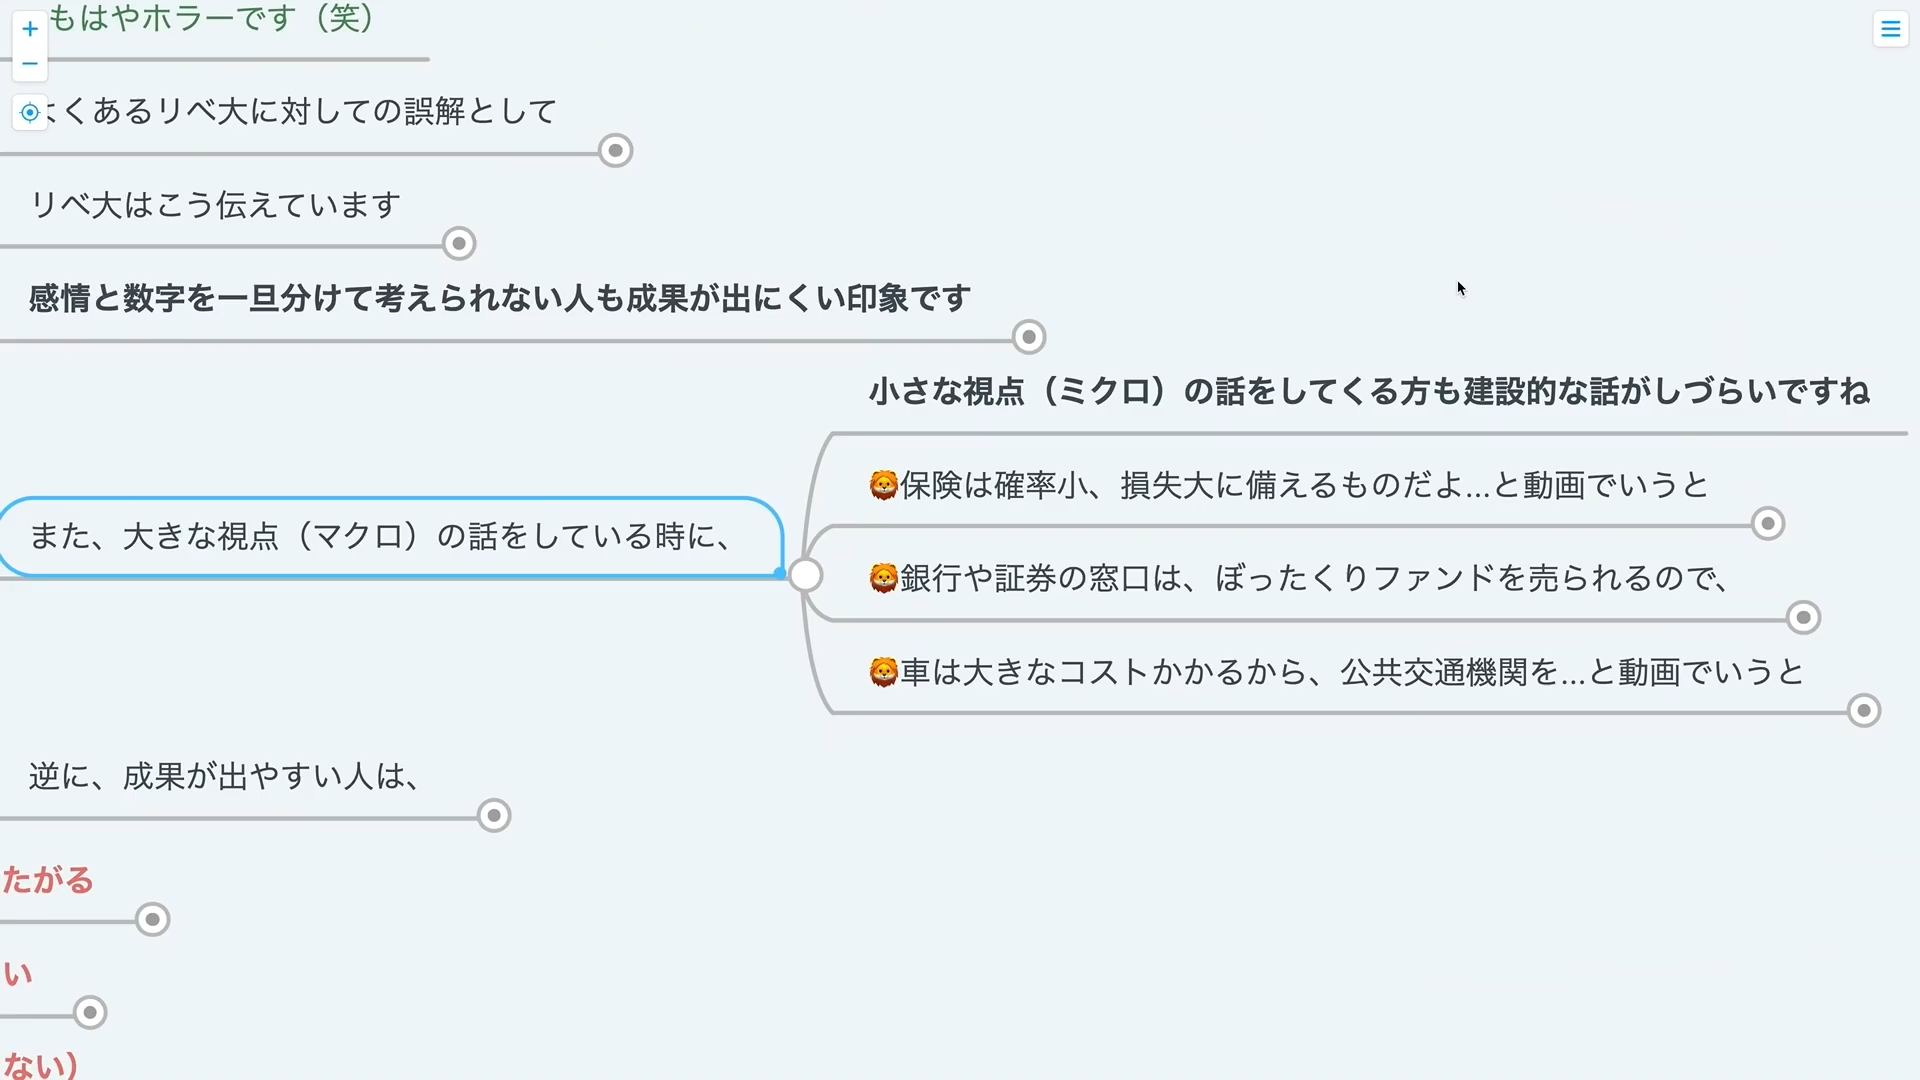 もはやホラーです（笑）
よくあるリベ大に対しての誤解として
リベ大はこう伝えています
感情と数字を一旦分けて考えられない人も成果が出にくい印象です
また、大きな視点（マクロ）の話をしている時に、
小さな視点（ミクロ）の話をしてくる方も建設的な話がしづらいですね
🦁保険は確率小、損失大に備えるものだよ...と動画でいうと
🦁銀行や証券の窓口は、ぼったくりファンドを売られるので、
🦁車は大きなコストかかるから、公共交通機関を...と動画でいうと
逆に、成果が出やすい人は、
たがる
い
ない）